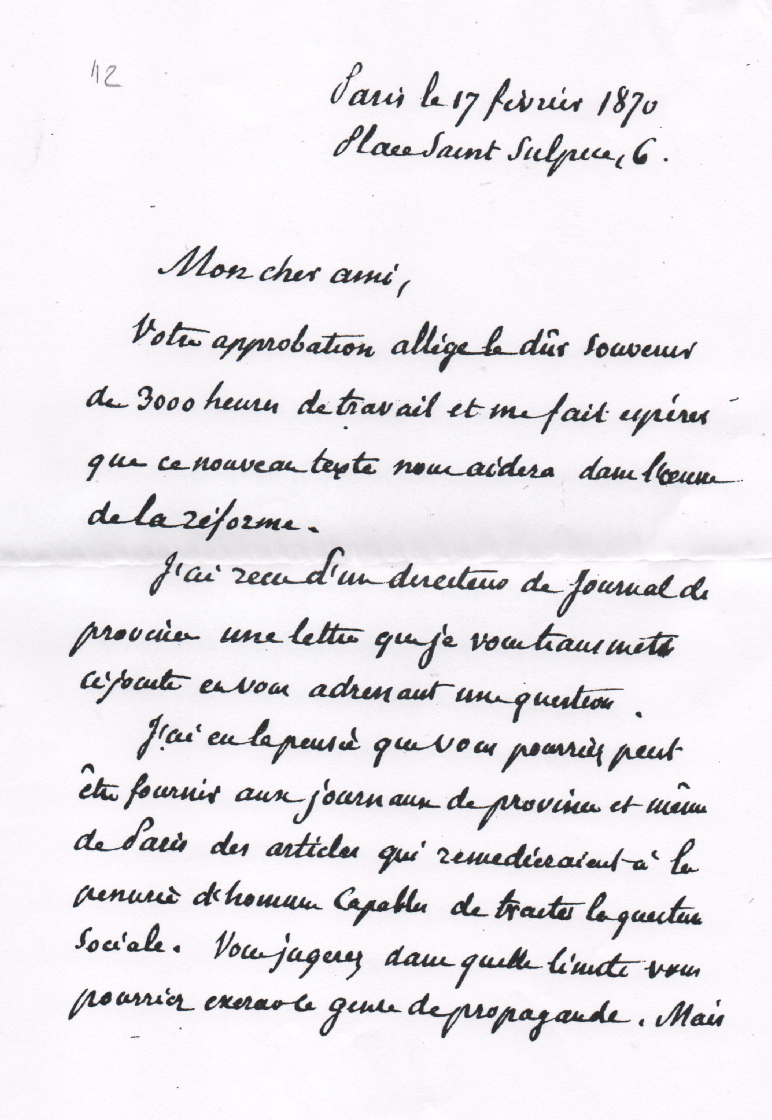 42
Paris le 17 février 1870
Place Saint Sulpice, 6.
Mon cher ami,
Votre approbation allège le dûr souvenir
de 3000 heures de travail et me fait espérer
que ce nouveau texte nous aidera dans l'œuvre
de la réforme.
J'ai reçu d'un directeur de journal de
province une lettre que je vous transmets
ci jointe en vous adressant une question.
J'ai eu la pensée que vous pourriez peut
être fournir aux journaux de province et même
de Paris des articles qui remedieraient à la
penurie d'hommes capables de traiter la question
sociale. Vous jugerez dans quelle limite vous
pourriez exercer ce genre de propagande. Mais